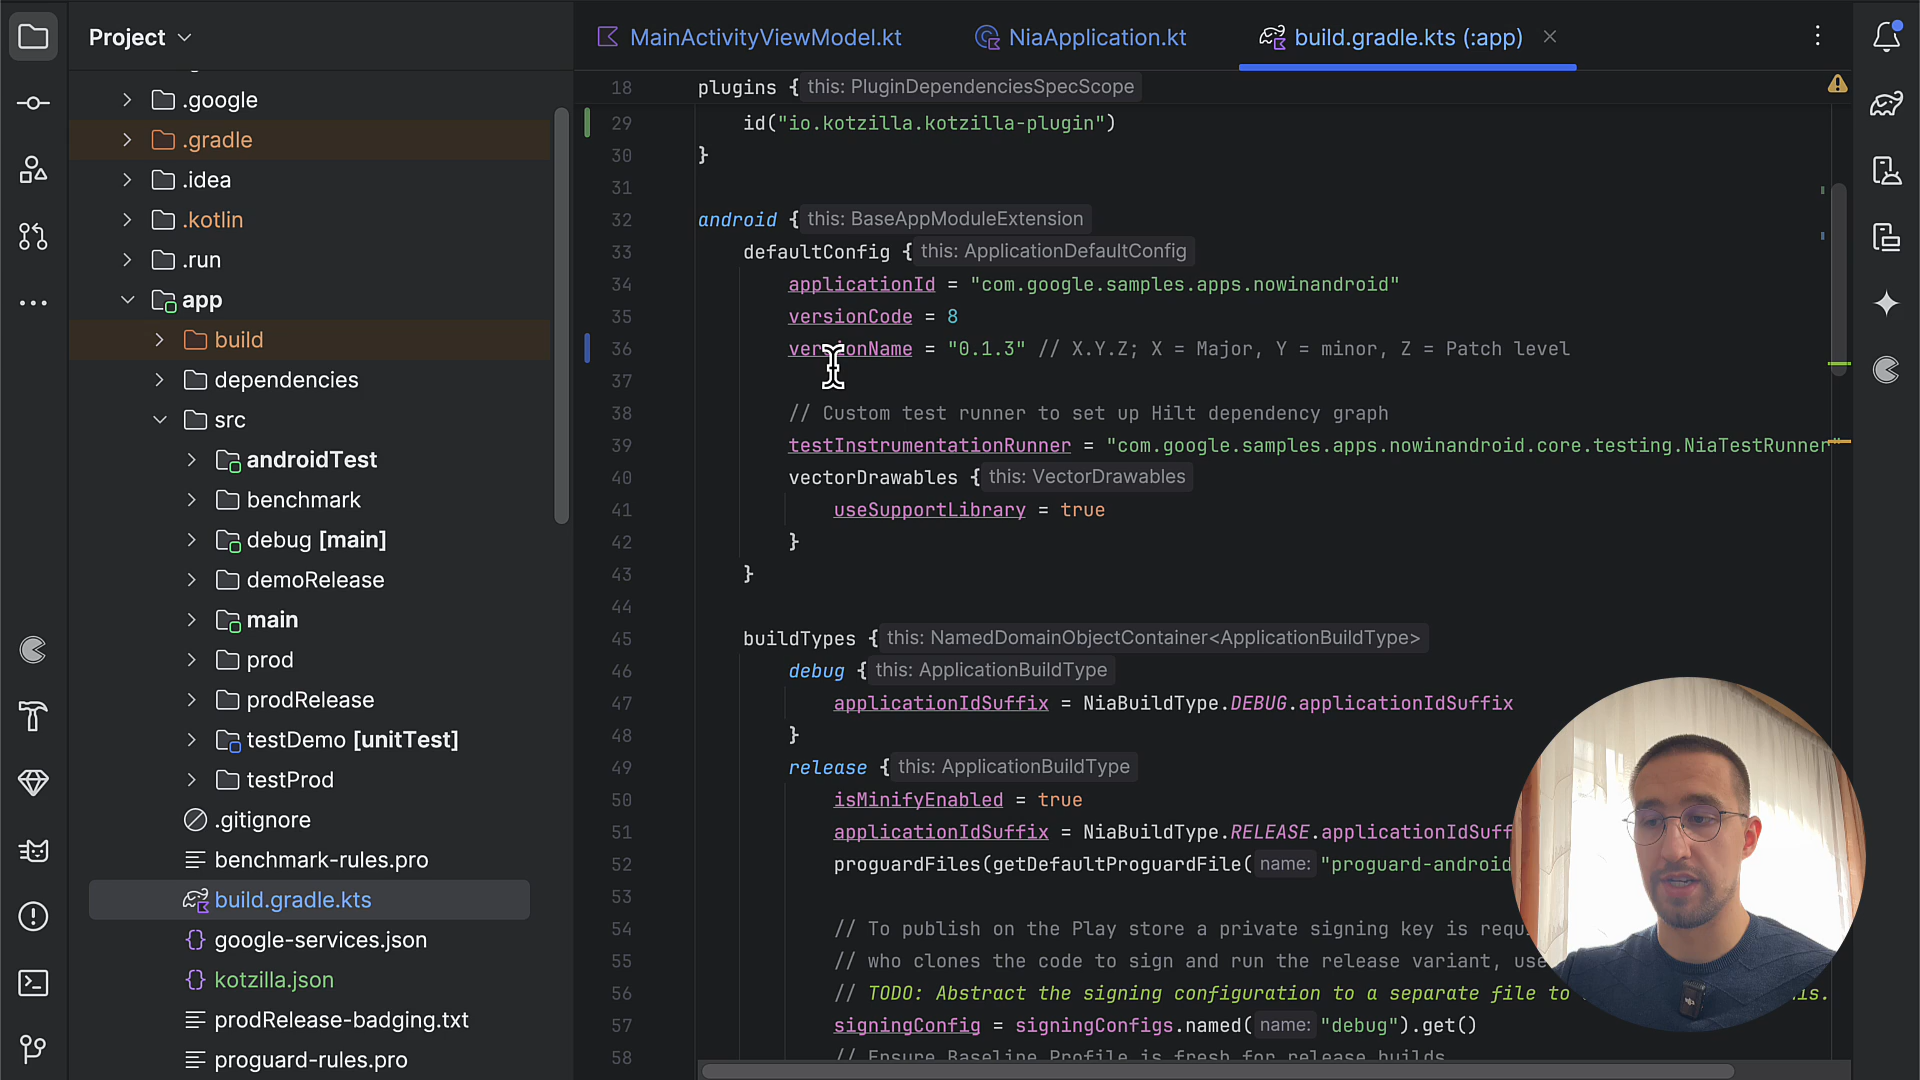 Project
MainActivityViewModel.kt
NiaApplication.kt
build.gradle.kts (:app)
.google
.gradle
.idea
.kotlin
.run
app
build
dependencies
src
androidTest
benchmark
debug [main]
demoRelease
main
prod
prodRelease
testDemo [unitTest]
testProd
.gitignore
benchmark-rules.pro
build.gradle.kts
google-services.json
kotzilla.json
prodRelease-badging.txt
proguard-rules.pro
18 plugins { this: PluginDependenciesSpecScope
29 id("io.kotzilla.kotzilla-plugin")
30 }
31
32 android { this: BaseAppModuleExtension
33 defaultConfig { this: ApplicationDefaultConfig
34 applicationId = "com.google.samples.apps.nowinandroid"
35 versionCode = 8
36 versionName = "0.1.3" // X.Y.Z; X = Major, Y = minor, Z = Patch level
37
38 // Custom test runner to set up Hilt dependency graph
39 testInstrumentationRunner = "com.google.samples.apps.nowinandroid.core.testing.NiaTestRunner"
40 vectorDrawables { this: VectorDrawables
41 useSupportLibrary = true
42 }
43 }
44
45 buildTypes { this: NamedDomainObjectContainer<ApplicationBuildType>
46 debug { this: ApplicationBuildType
47 applicationIdSuffix = NiaBuildType.DEBUG.applicationIdSuffix
48 }
49 release { this: ApplicationBuildType
50 isMinifyEnabled = true
51 applicationIdSuffix = NiaBuildType.RELEASE.applicationIdSuff
52 proguardFiles(getDefaultProguardFile( name: "proguard-android
53
54 // To publish on the Play store a private signing key is requ
55 // who clones the code to sign and run the release variant, use
56 // TODO: Abstract the signing configuration to a separate file to
57 signingConfig = signingConfigs.named( name: "debug").get()
58 // Ensure Baseline Profile is fresh for release builds